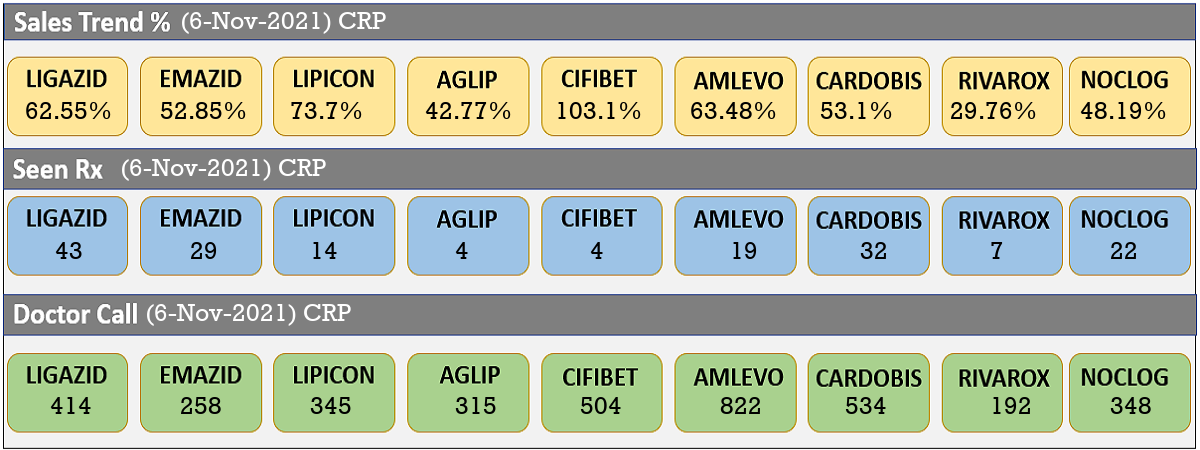 Sales Trend % (6-Nov-2021) CRP
LIGAZID EMAZID LIPICON AGLIP CIFIBET AMLEVO CARDOBIS RIVAROX NOCLOG
62.55% 52.85% 73.7% 42.77% 103.1% 63.48% 53.1% 29.76% 48.19%
Seen Rx (6-Nov-2021) CRP
LIGAZID EMAZID LIPICON AGLIP CIFIBET AMLEVO CARDOBIS RIVAROX NOCLOG
43 29 14 4 4 19 32 7 22
Doctor Call (6-Nov-2021) CRP
LIGAZID EMAZID LIPICON AGLIP CIFIBET AMLEVO CARDOBIS RIVAROX NOCLOG
414 258 345 315 504 822 534 192 348